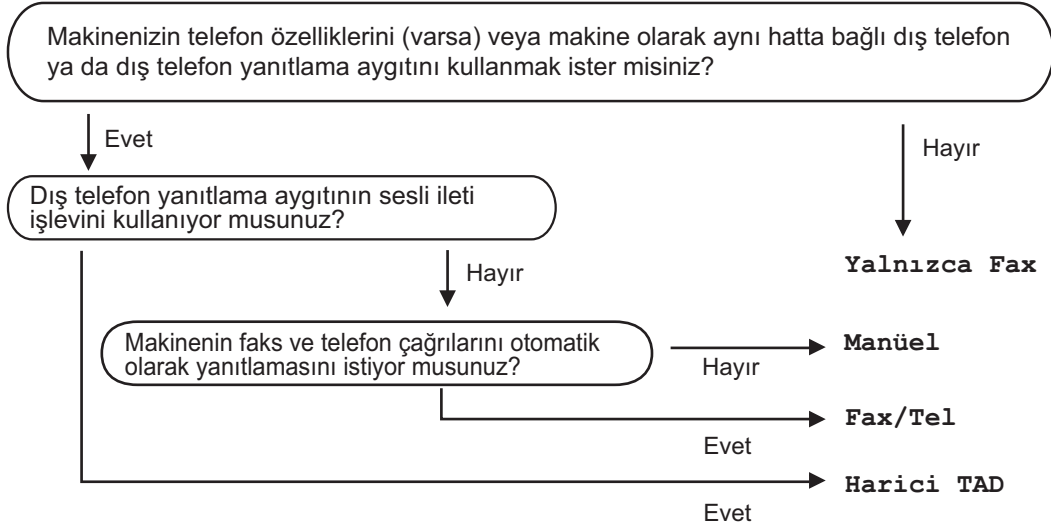 Makinenizin telefon özelliklerini (varsa) veya makine olarak aynı hatta bağlı dış telefon
ya da dış telefon yanıtlama aygıtını kullanmak ister misiniz?
Evet
Hayır
Dış telefon yanıtlama aygıtının sesli ileti
işlevini kullanıyor musunuz?
Hayır
Yalnızca Fax
Makinenin faks ve telefon çağrılarını otomatik
olarak yanıtlamasını istiyor musunuz?
Hayır
Manüel
Evet
Fax/Tel
Evet
Harici TAD